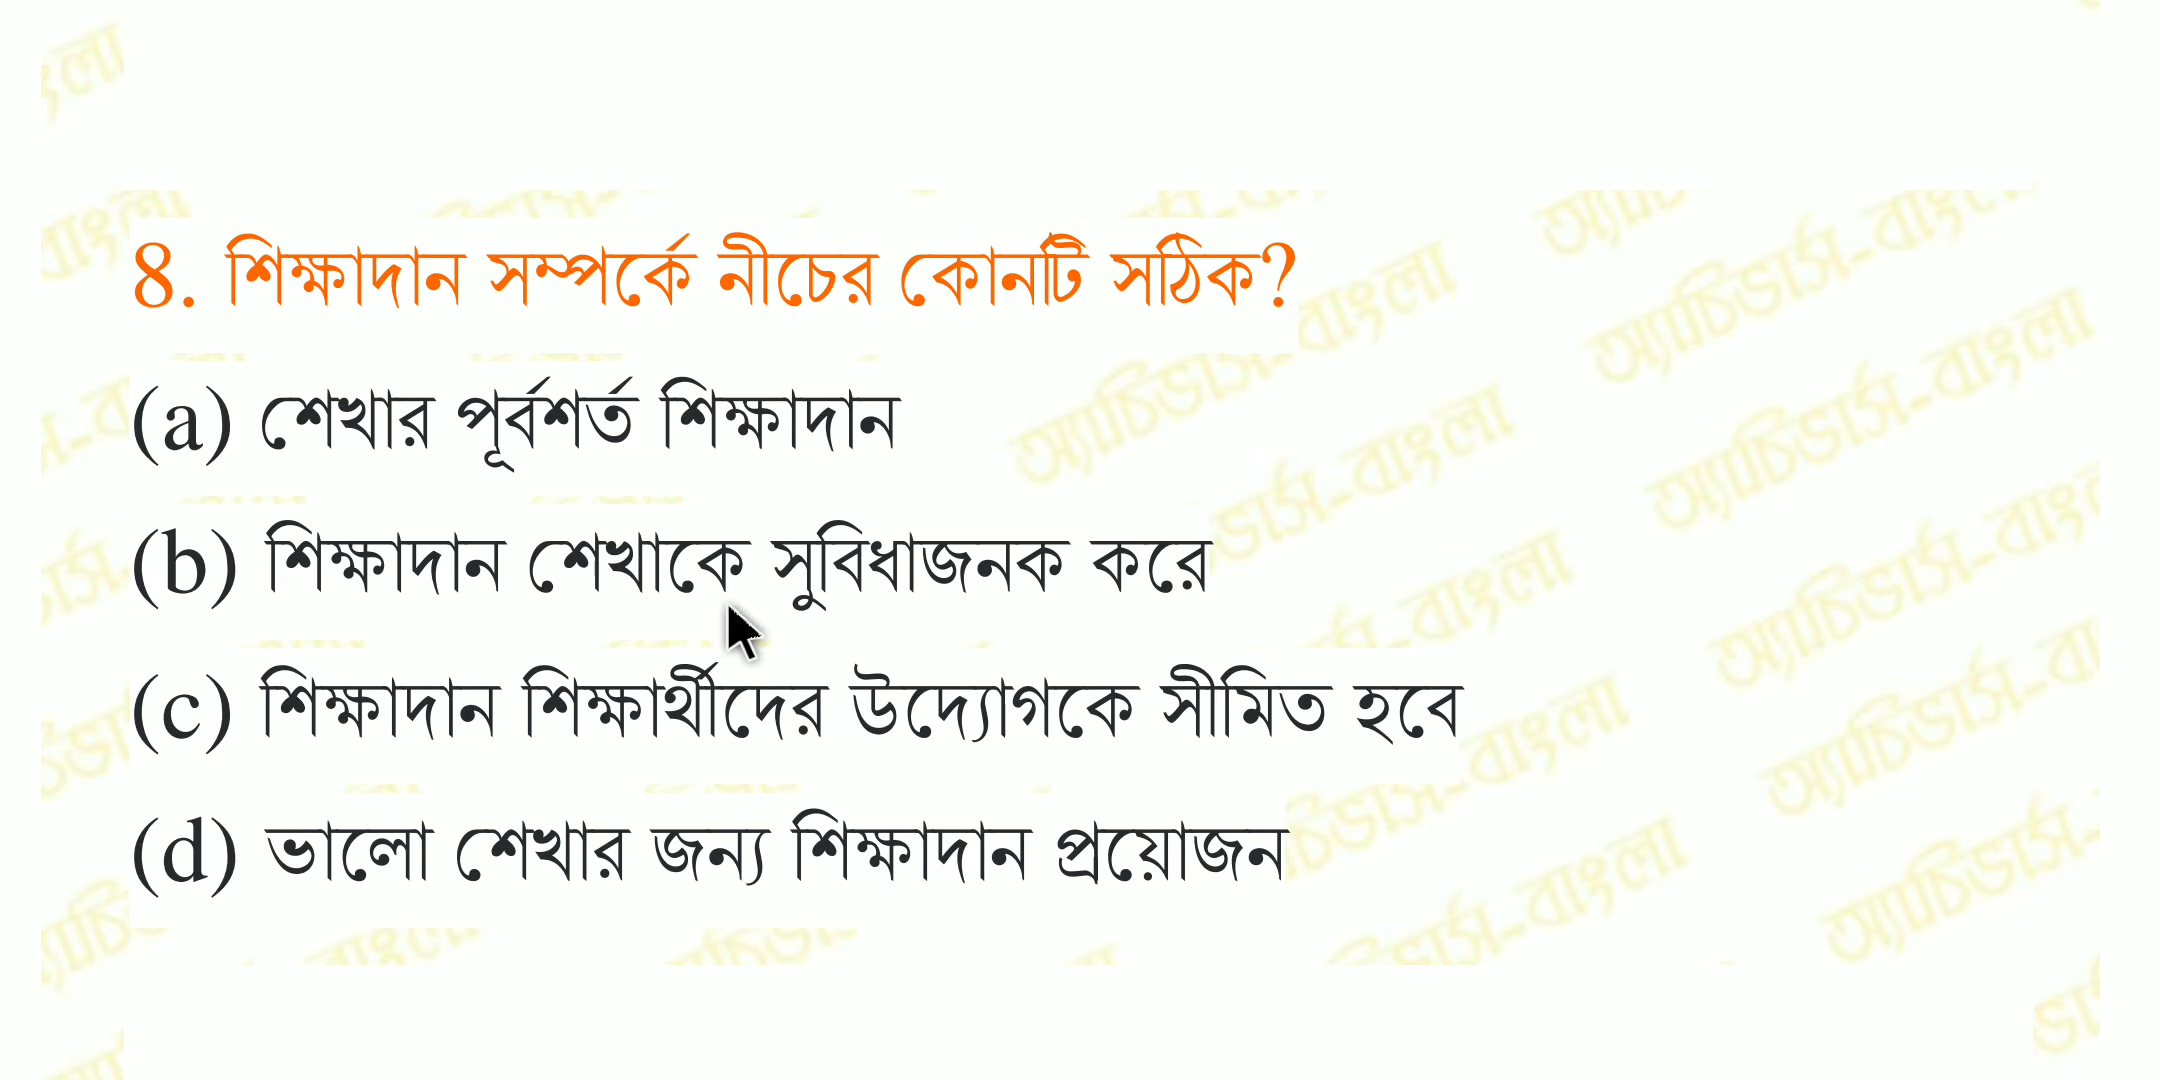 8. শিক্ষাদান সম্পর্কে নীচের কোনটি সঠিক?
(a) শেখার পূর্বশর্ত শিক্ষাদান
(b) শিক্ষাদান শেখাকে সুবিধাজনক করে
(c) শিক্ষাদান শিক্ষার্থীদের উদ্যোগকে সীমিত হবে
(d) ভালো শেখার জন্য শিক্ষাদান প্রয়োজন